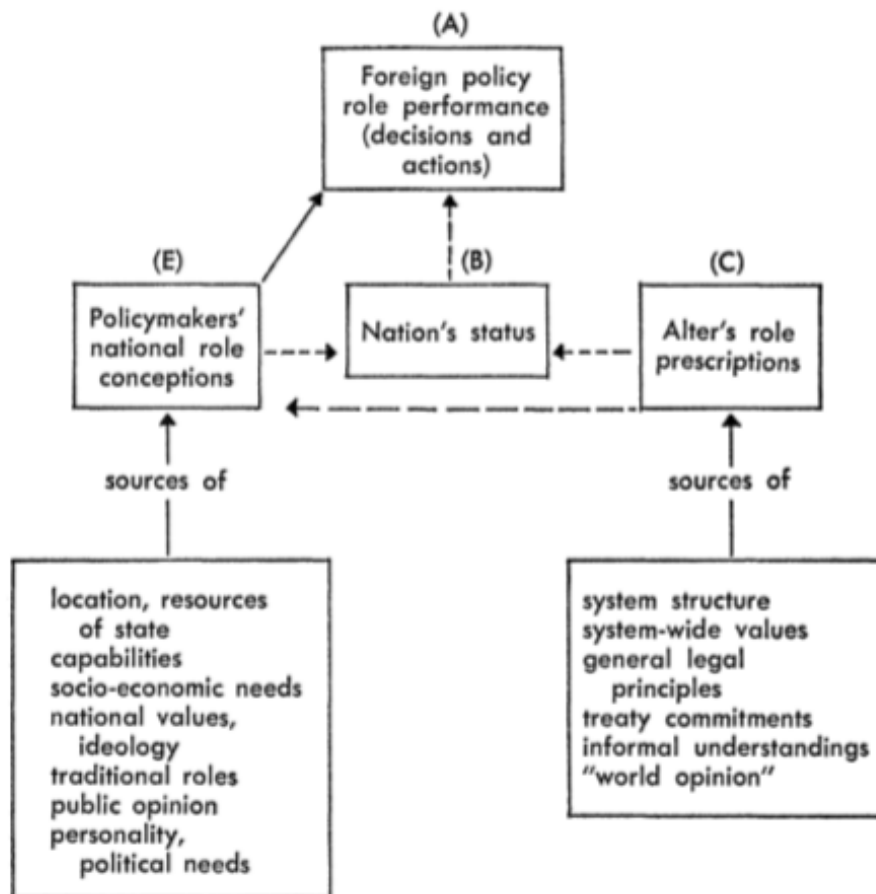 (A)
Foreign policy
role performance
(decisions and
actions)
(E)
(B)
(C)
Policymakers'
national role
conceptions
Nation's status
Alter's role
prescriptions
sources of
sources of
location, resources
of state
capabilities
socio-economic needs
national values,
ideology
traditional roles
public opinion
personality,
political needs
system structure
system-wide values
general legal
principles
treaty commitments
informal understandings
"world opinion"